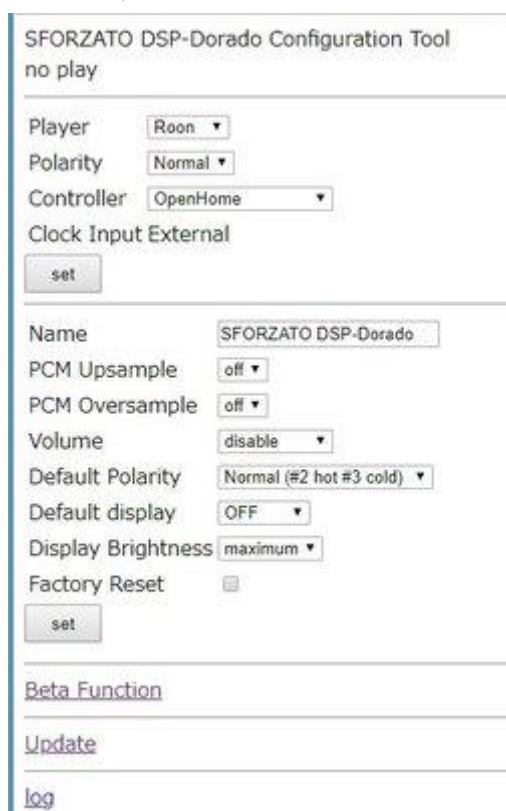 SFORZATO DSP-Dorado Configuration Tool
no play
Player Roon
Polarity Normal
Controller OpenHome
Clock Input External
set
Name SFORZATO DSP-Dorado
PCM Upsample off
PCM Oversample off
Volume disable
Default Polarity Normal (#2 hot #3 cold)
Default display OFF
Display Brightness maximum
Factory Reset
set
Beta Function
Update
log